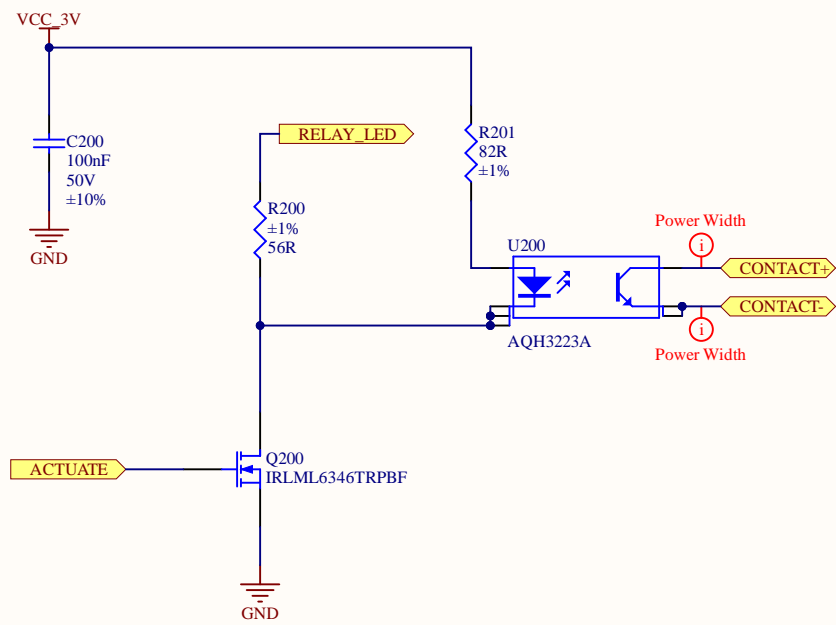 VCC_3V
C200
100nF
50V
±10%
GND
RELAY_LED
R200
±1%
56R
R201
82R
±1%
U200
AQH3223A
Power Width
i
CONTACT+
CONTACT-
i
Power Width
ACTUATE
Q200
IRLML6346TRPBF
GND